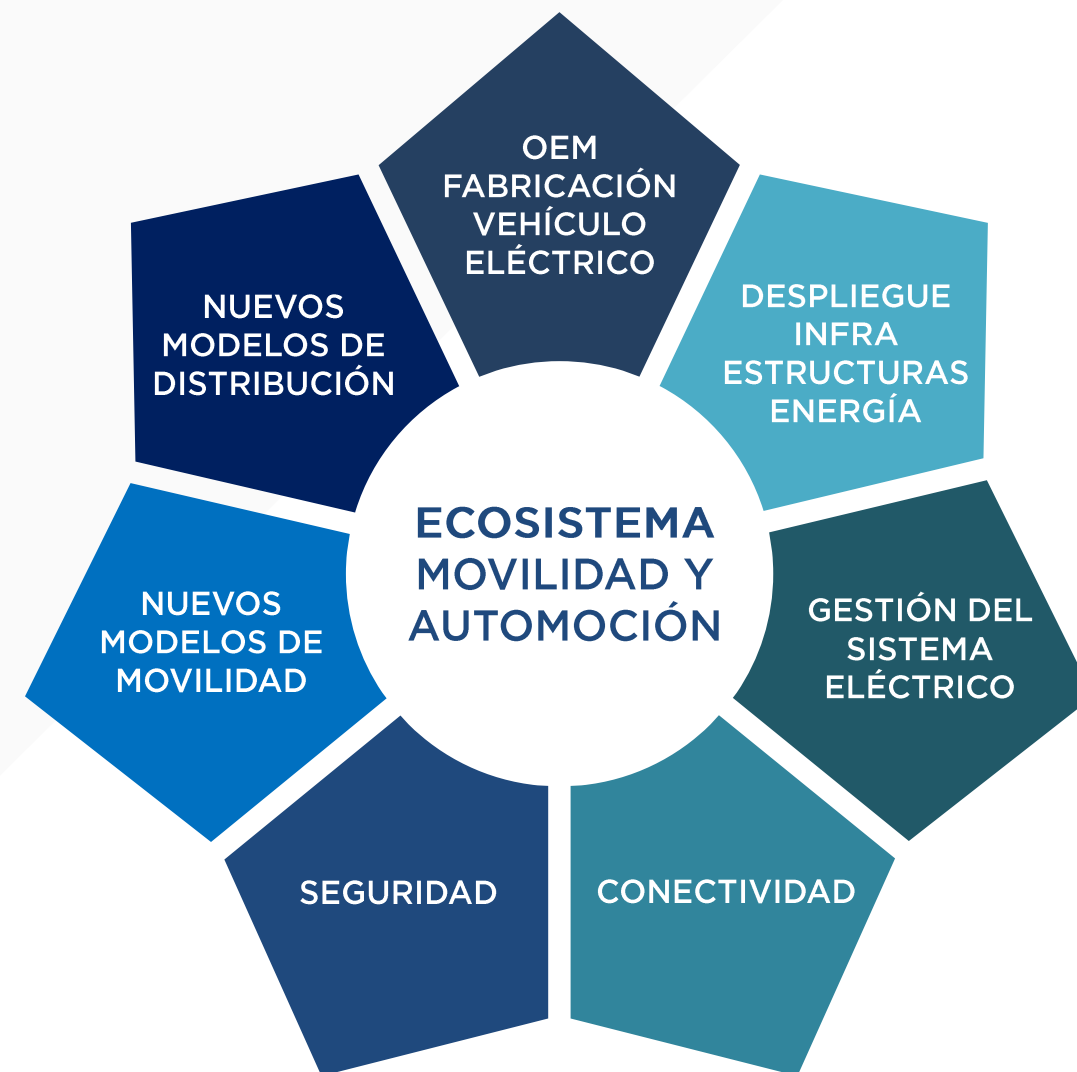 OEM
FABRICACIÓN
VEHÍCULO
ELÉCTRICO
DESPLIEGUE
INFRA
ESTRUCTURAS
ENERGÍA
GESTIÓN DEL
SISTEMA
ELÉCTRICO
CONECTIVIDAD
SEGURIDAD
NUEVOS
MODELOS DE
MOVILIDAD
NUEVOS
MODELOS DE
DISTRIBUCIÓN
ECOSISTEMA
MOVILIDAD Y
AUTOMOCIÓN